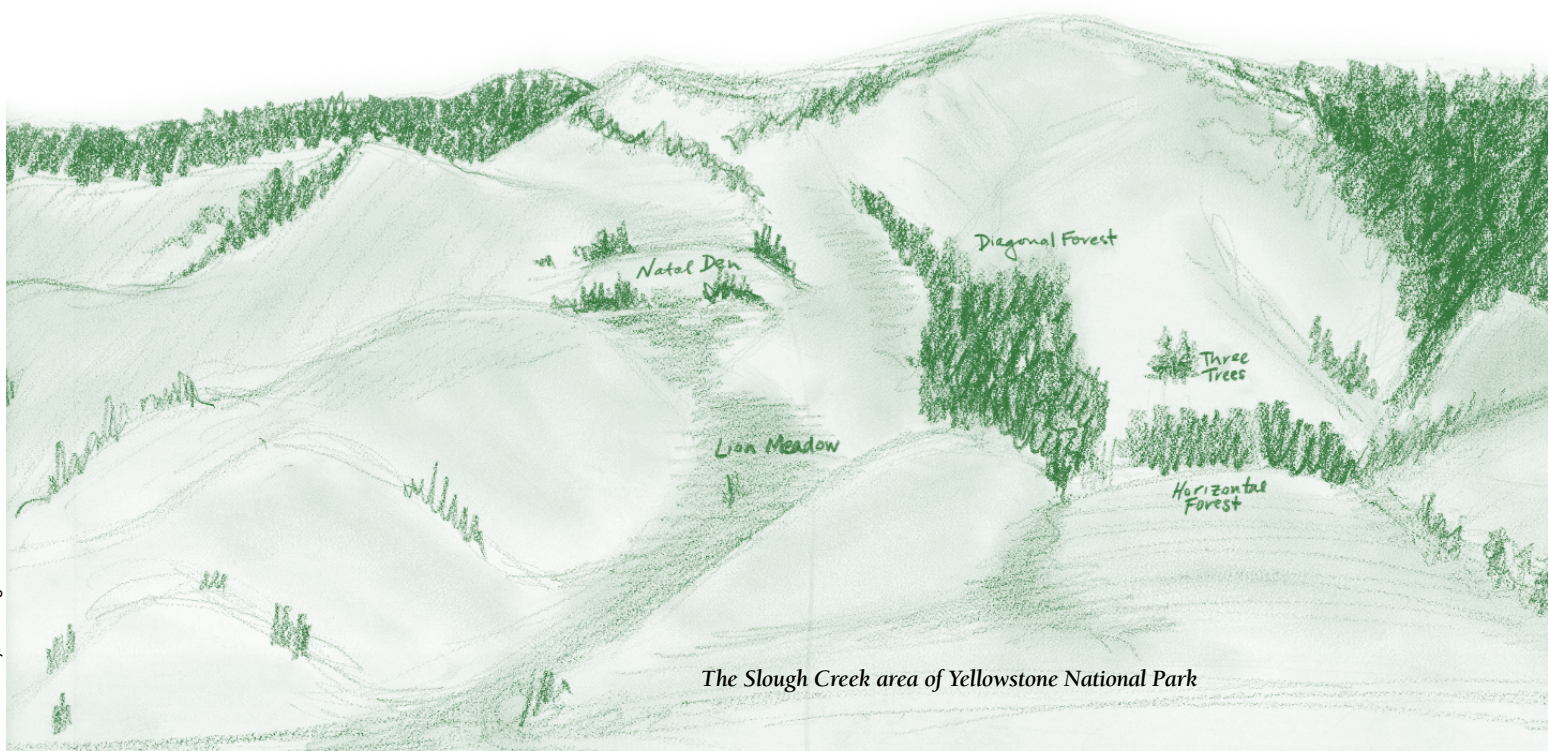 Diagonal Forest
Natal Den
Three
Trees
Lion Meadow
Horizontal
Forest
The Slough Creek area of Yellowstone National Park